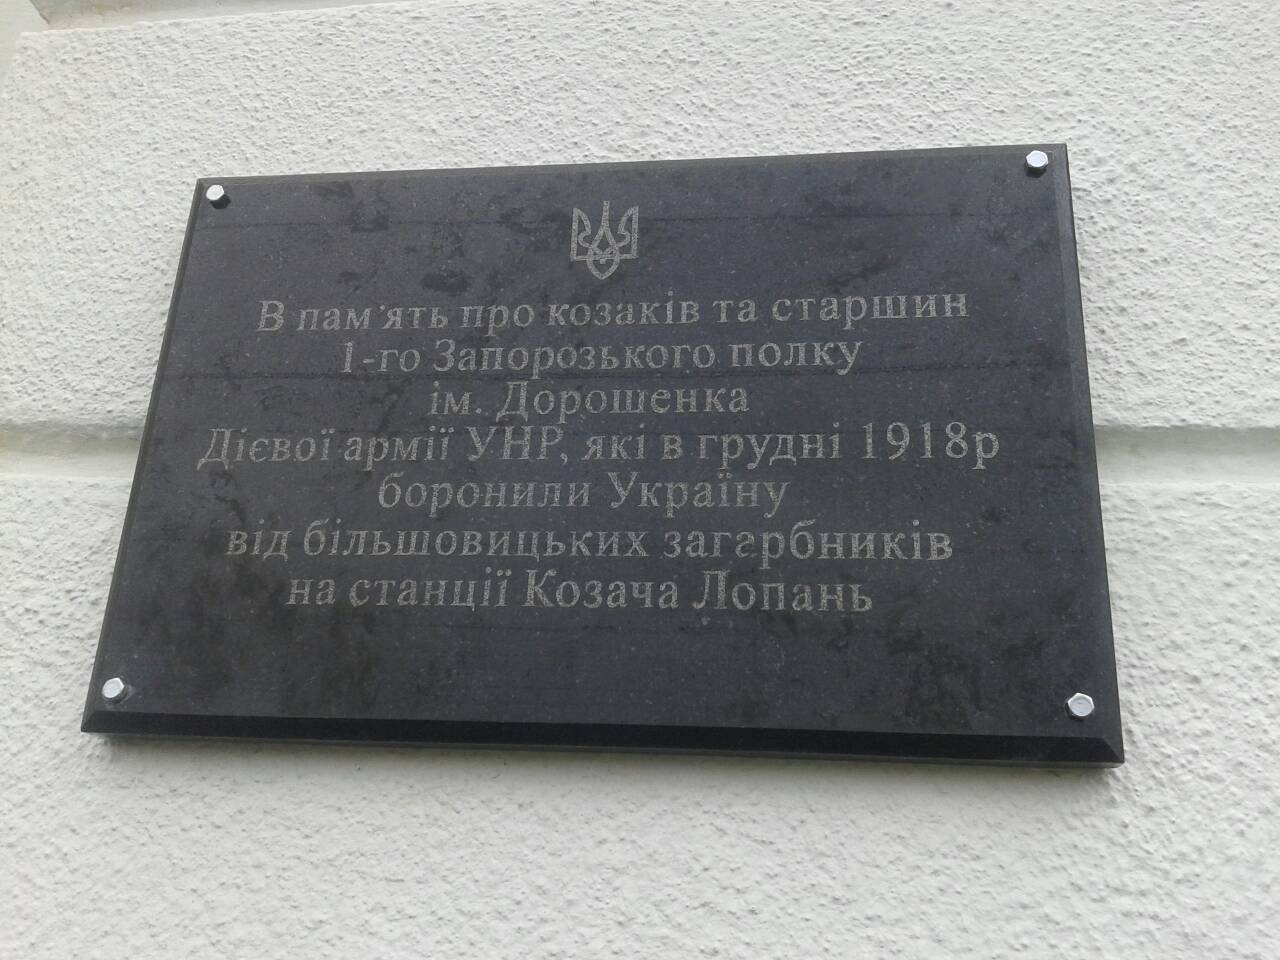 В пам'ять про козаків та старшин
1-го Запорозького полку
ім. Дорошенка
Дієвої армії УНР, які в грудні 1918р
боронили Україну
від більшовицьких загарбників
на станції Козача Лопань